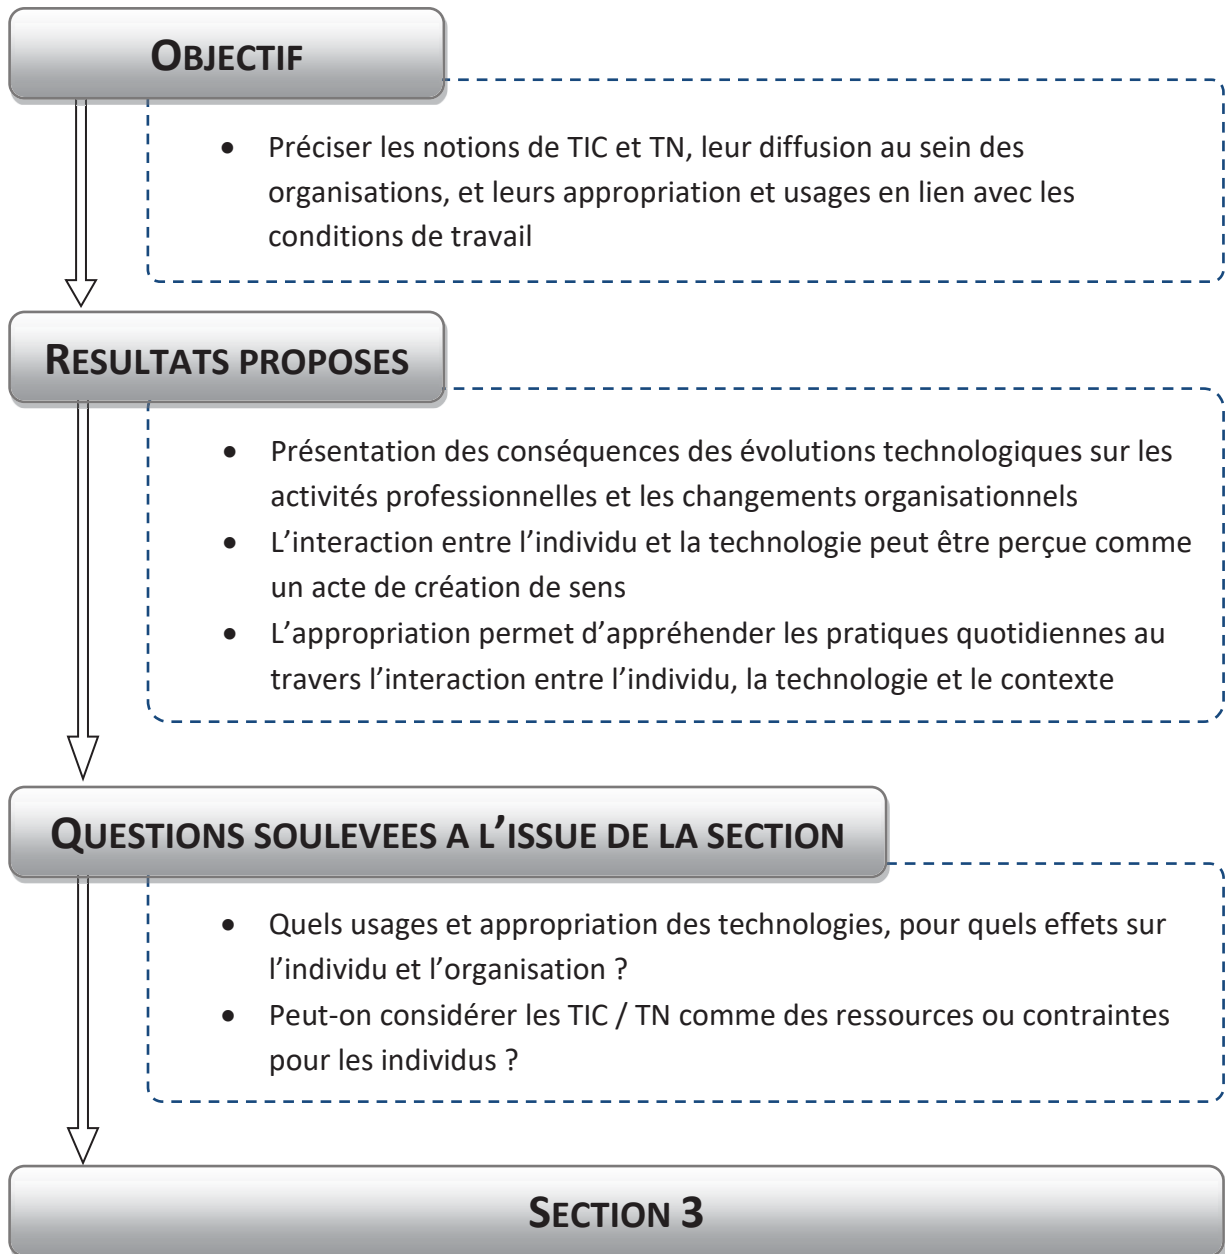 OBJECTIF
• Préciser les notions de TIC et TN, leur diffusion au sein des
organisations, et leurs appropriation et usages en lien avec les
conditions de travail
RESULTATS PROPOSES
• Présentation des conséquences des évolutions technologiques sur les
activités professionnelles et les changements organisationnels
• L’interaction entre l’individu et la technologie peut être perçue comme
un acte de création de sens
• L’appropriation permet d’appréhender les pratiques quotidiennes au
travers l’interaction entre l’individu, la technologie et le contexte
QUESTIONS SOULEVEES A L’ISSUE DE LA SECTION
• Quels usages et appropriation des technologies, pour quels effets sur
l’individu et l’organisation ?
• Peut-on considérer les TIC / TN comme des ressources ou contraintes
pour les individus ?
SECTION 3